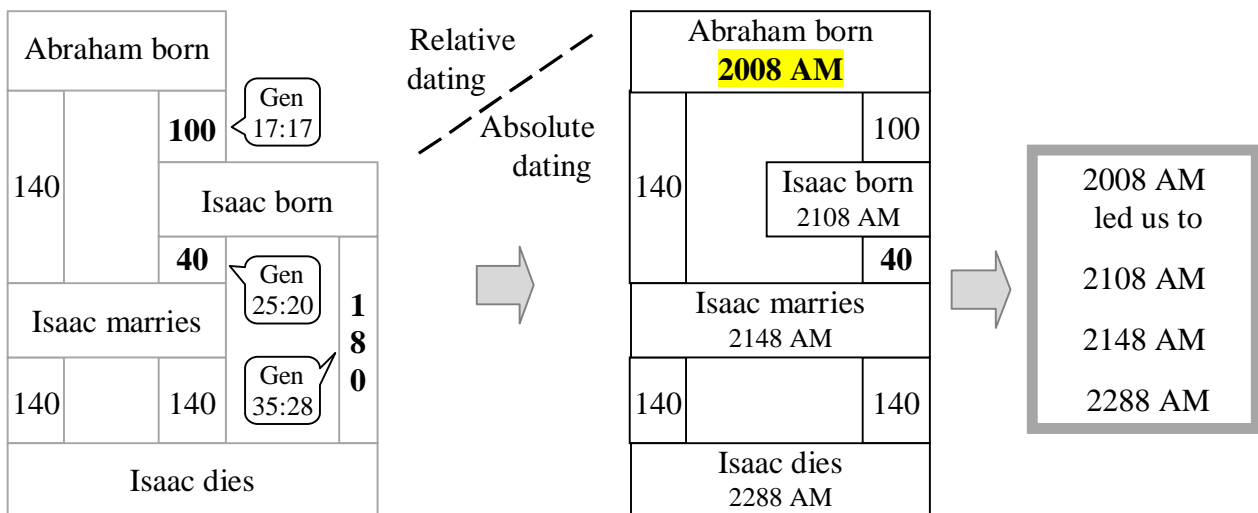 Abraham born
Gen
17:17
100
140
Isaac born
40
Gen
25:20
Isaac marries
1
8
0
Gen
35:28
140
140
Isaac dies
Relative
dating
Absolute
dating
Abraham born
2008 AM
100
140
Isaac born
2108 AM
40
Isaac marries
2148 AM
140
140
Isaac dies
2288 AM
2008 AM
led us to
2108 AM
2148 AM
2288 AM